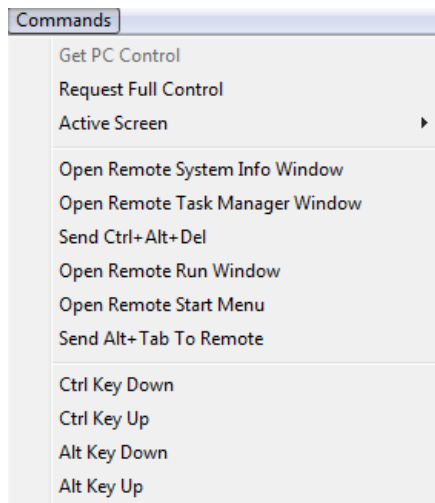 Commands
Get PC Control
Request Full Control
Active Screen
Open Remote System Info Window
Open Remote Task Manager Window
Send Ctrl+Alt+Del
Open Remote Run Window
Open Remote Start Menu
Send Alt+Tab To Remote
Ctrl Key Down
Ctrl Key Up
Alt Key Down
Alt Key Up